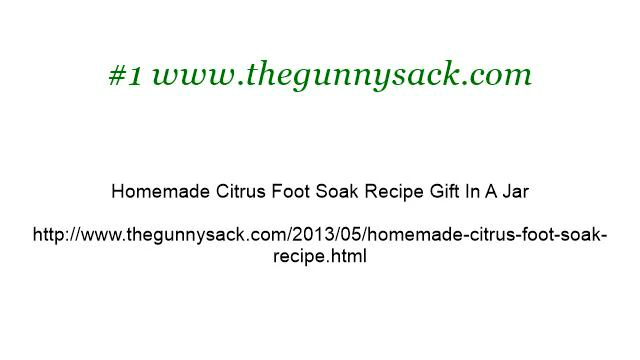 #1 www.thegunnysack.com
Homemade Citrus Foot Soak Recipe Gift In A Jar
http://www.thegunnysack.com/2013/05/homemade-citrus-foot-soak-
recipe.html